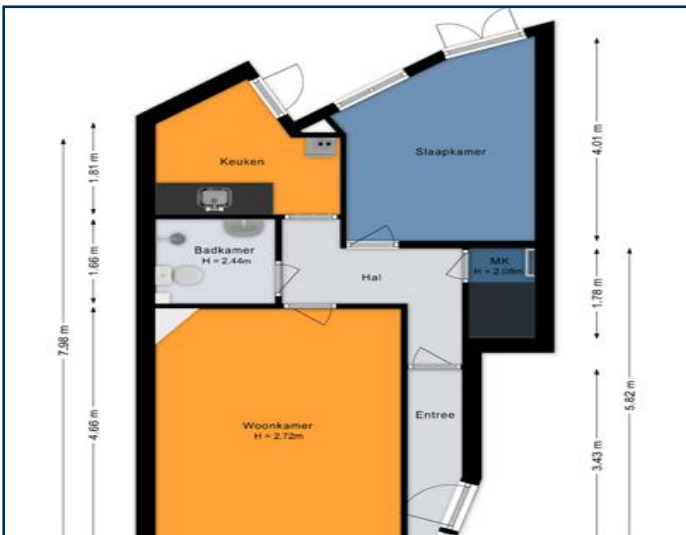 Slaapkamer
Keuken
Badkamer
H = 2.44m
MK
H = 2.08m
Hal
Woonkamer
H = 2.72m
Entree
1.81 m
1.66 m
7.98 m
4.66 m
4.01 m
1.78 m
5.82 m
3.43 m